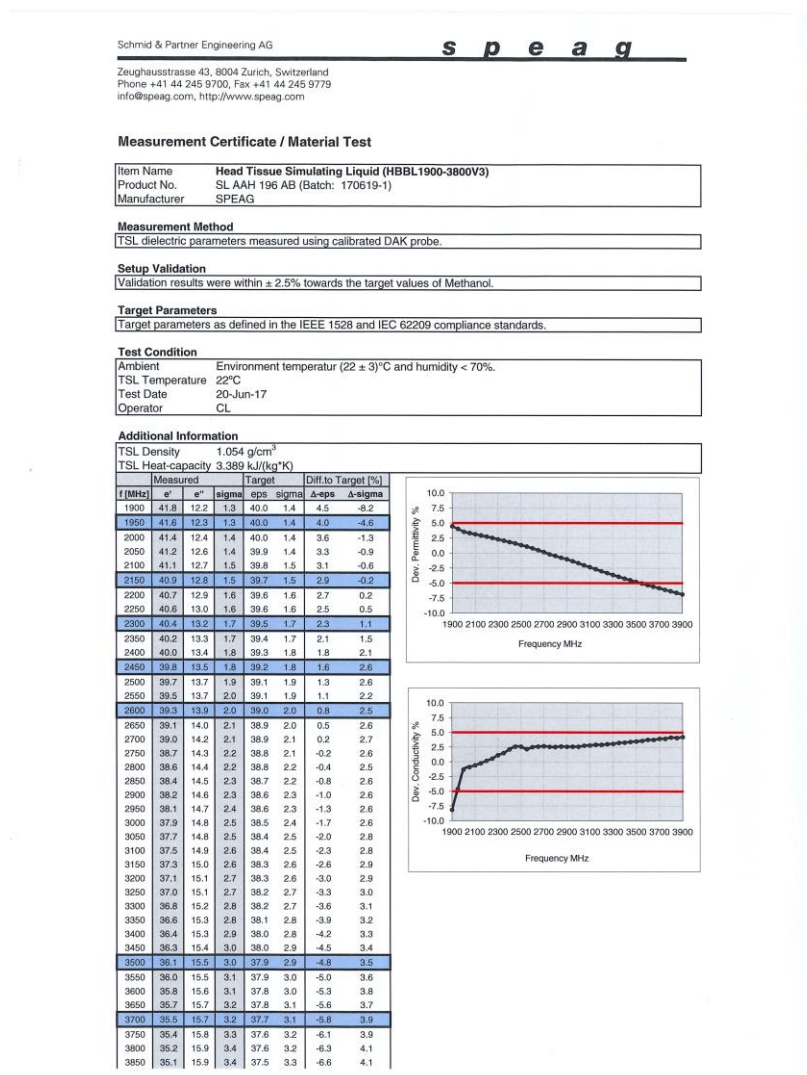 Schmid & Partner Engineering AG
s p e a g
Zeughausstrasse 43, 8004 Zurich, Switzerland
Phone +41 44 245 9700, Fax +41 44 245 9779
info@speag.com, http://www.speag.com
Measurement Certificate / Material Test
Item Name Head Tissue Simulating Liquid (HBBL1900-3800V3)
Product No. SL AAH 196 AB (Batch: 170619-1)
Manufacturer SPEAG
Measurement Method
TSL dielectric parameters measured using calibrated DAK probe.
Setup Validation
Validation results were within ± 2.5% towards the target values of Methanol.
Target Parameters
Target parameters as defined in the IEEE 1528 and IEC 62209 compliance standards.
Test Condition
Ambient Environment temperatur (22 ± 3)°C and humidity < 70%.
TSL Temperature 22°C
Test Date 20-Jun-17
Operator CL
Additional Information
TSL Density 1.054 g/cm³
TSL Heat-capacity 3.389 kJ/(kg*K)
Measured Target Diff.to Target [%]
f [MHz] e' e" sigma eps sigma Δ-eps Δ-sigma
1900 41.8 12.2 1.3 40.0 1.4 4.5 -8.2
1950 41.6 12.3 1.3 40.0 1.4 4.0 -4.6
2000 41.4 12.4 1.4 40.0 1.4 3.6 -1.3
2050 41.2 12.6 1.4 39.9 1.4 3.3 -0.9
2100 41.1 12.7 1.5 39.8 1.5 3.1 -0.6
2150 40.9 12.8 1.5 39.7 1.5 2.9 -0.2
2200 40.7 12.9 1.6 39.6 1.6 2.7 0.2
2250 40.6 13.0 1.6 39.6 1.6 2.5 0.5
2300 40.4 13.2 1.7 39.5 1.7 2.3 1.1
2350 40.2 13.3 1.7 39.4 1.7 2.1 1.5
2400 40.0 13.4 1.8 39.3 1.8 1.8 2.1
2450 39.8 13.5 1.8 39.2 1.8 1.6 2.6
2500 39.7 13.7 1.9 39.1 1.9 1.3 2.6
2550 39.5 13.7 2.0 39.1 1.9 1.1 2.2
2600 39.3 13.9 2.0 39.0 2.0 0.8 2.5
2650 39.1 14.0 2.1 38.9 2.0 0.5 2.6
2700 39.0 14.2 2.1 38.9 2.1 0.2 2.7
2750 38.7 14.3 2.2 38.8 2.1 -0.2 2.6
2800 38.6 14.4 2.2 38.8 2.2 -0.4 2.5
2850 38.4 14.5 2.3 38.7 2.2 -0.8 2.6
2900 38.2 14.6 2.3 38.6 2.3 -1.0 2.6
2950 38.1 14.7 2.4 38.6 2.3 -1.3 2.6
3000 37.9 14.8 2.5 38.5 2.4 -1.7 2.6
3050 37.7 14.8 2.5 38.4 2.5 -2.0 2.8
3100 37.5 14.9 2.6 38.4 2.5 -2.3 2.8
3150 37.3 15.0 2.6 38.3 2.6 -2.6 2.9
3200 37.1 15.1 2.7 38.3 2.6 -3.0 2.9
3250 37.0 15.1 2.7 38.2 2.7 -3.3 3.0
3300 36.8 15.2 2.8 38.2 2.7 -3.6 3.1
3350 36.6 15.3 2.8 38.1 2.8 -3.9 3.2
3400 36.4 15.3 2.9 38.0 2.8 -4.2 3.3
3450 36.3 15.4 3.0 38.0 2.9 -4.5 3.4
3500 36.1 15.5 3.0 37.9 2.9 -4.8 3.5
3550 36.0 15.5 3.1 37.9 3.0 -5.0 3.6
3600 35.8 15.6 3.1 37.8 3.0 -5.3 3.8
3650 35.7 15.7 3.2 37.8 3.1 -5.6 3.7
3700 35.5 15.7 3.2 37.7 3.1 -5.8 3.9
3750 35.4 15.8 3.3 37.6 3.2 -6.1 3.9
3800 35.2 15.9 3.4 37.6 3.2 -6.3 4.1
3850 35.1 15.9 3.4 37.5 3.3 -6.6 4.1
Dev. Permittivity %
10.0
7.5
5.0
2.5
0.0
-2.5
-5.0
-7.5
-10.0
1900 2100 2300 2500 2700 2900 3100 3300 3500 3700 3900
Frequency MHz
Dev. Conductivity %
10.0
7.5
5.0
2.5
0.0
-2.5
-5.0
-7.5
-10.0
1900 2100 2300 2500 2700 2900 3100 3300 3500 3700 3900
Frequency MHz